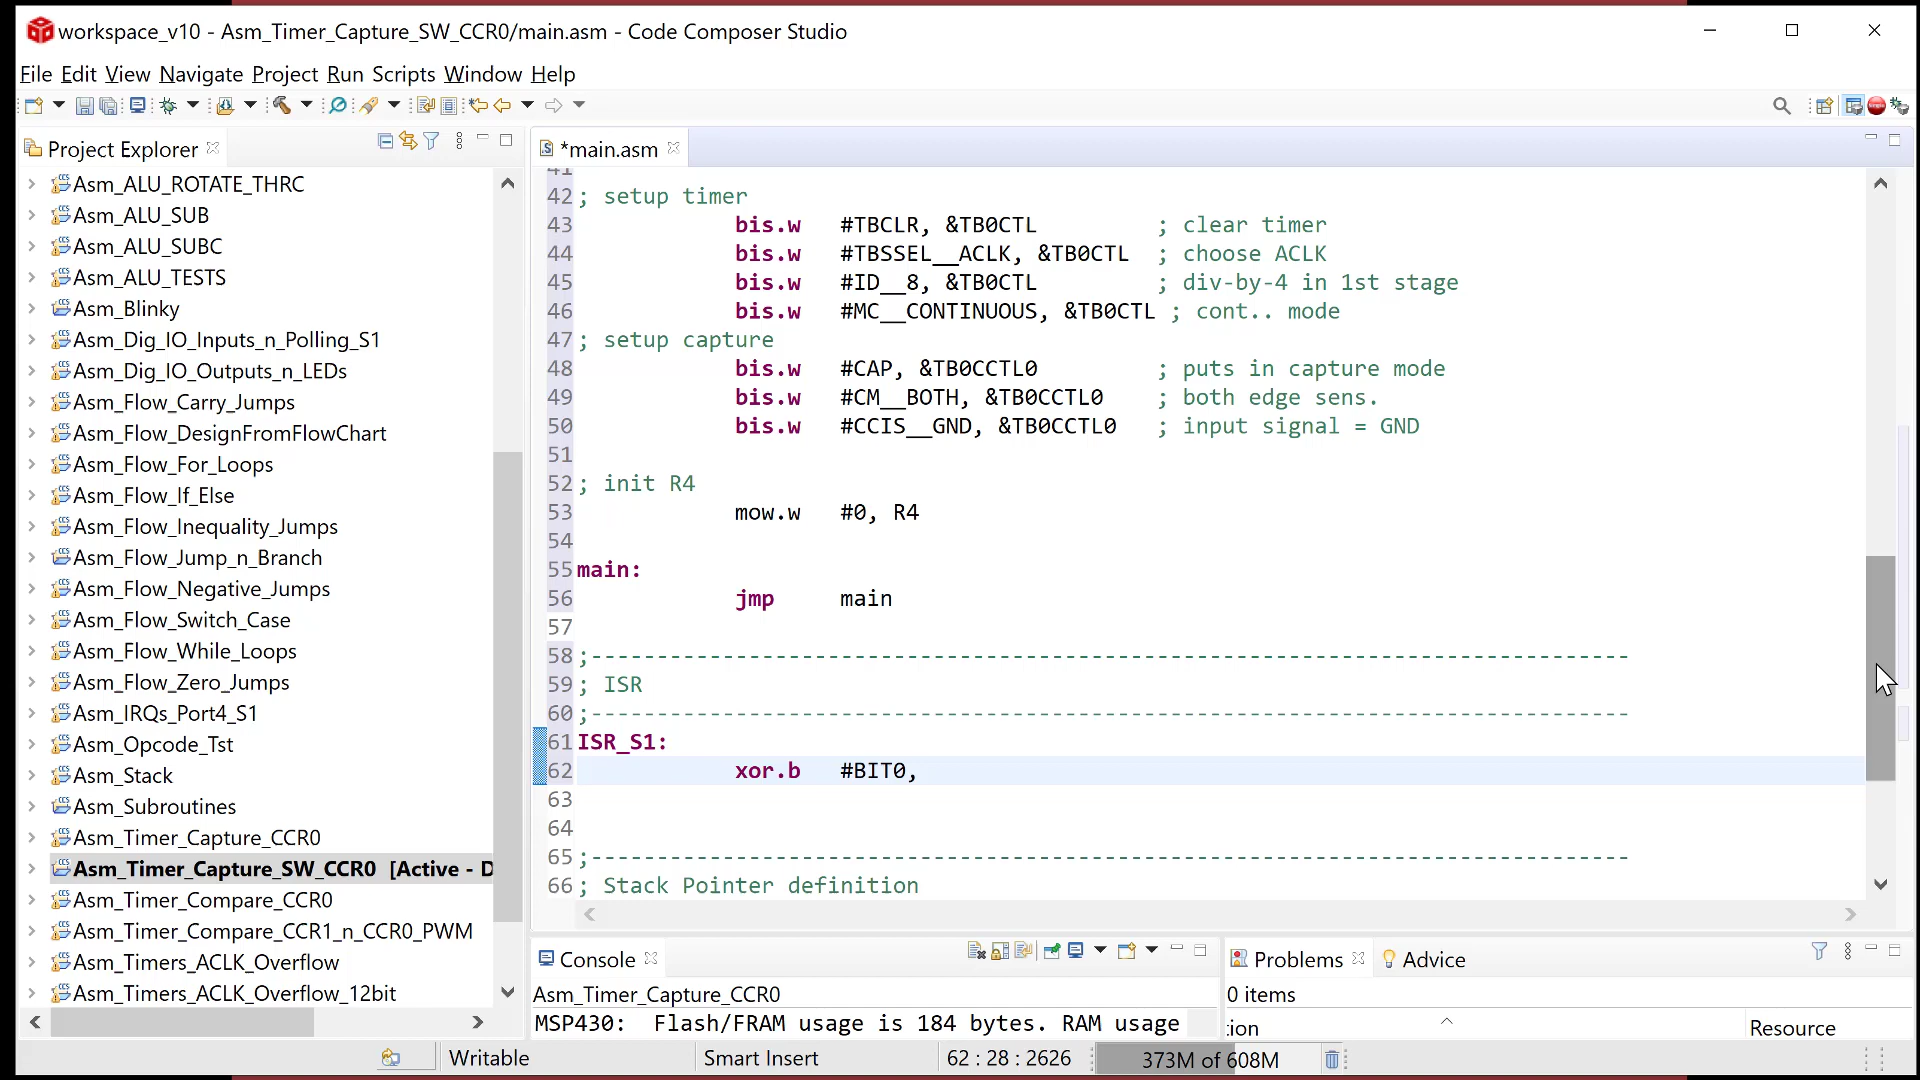 workspace_v10 - Asm_Timer_Capture_SW_CCR0/main.asm - Code Composer Studio
File Edit View Navigate Project Run Scripts Window Help
Project Explorer
Asm_ALU_ROTATE_THRC
Asm_ALU_SUB
Asm_ALU_SUBC
Asm_ALU_TESTS
Asm_Blinky
Asm_Dig_IO_Inputs_n_Polling_S1
Asm_Dig_IO_Outputs_n_LEDs
Asm_Flow_Carry_Jumps
Asm_Flow_DesignFromFlowChart
Asm_Flow_For_Loops
Asm_Flow_If_Else
Asm_Flow_Inequality_Jumps
Asm_Flow_Jump_n_Branch
Asm_Flow_Negative_Jumps
Asm_Flow_Switch_Case
Asm_Flow_While_Loops
Asm_Flow_Zero_Jumps
Asm_IRQs_Port4_S1
Asm_Opcode_Tst
Asm_Stack
Asm_Subroutines
Asm_Timer_Capture_CCR0
Asm_Timer_Capture_SW_CCR0 [Active - D
Asm_Timer_Compare_CCR0
Asm_Timer_Compare_CCR1_n_CCR0_PWM
Asm_Timers_ACLK_Overflow
Asm_Timers_ACLK_Overflow_12bit
*main.asm
41
42 ; setup timer
43 bis.w #TBCLR, &TB0CTL ; clear timer
44 bis.w #TBSSEL__ACLK, &TB0CTL ; choose ACLK
45 bis.w #ID__8, &TB0CTL ; div-by-4 in 1st stage
46 bis.w #MC__CONTINUOUS, &TB0CTL ; cont.. mode
47 ; setup capture
48 bis.w #CAP, &TB0CCTL0 ; puts in capture mode
49 bis.w #CM__BOTH, &TB0CCTL0 ; both edge sens.
50 bis.w #CCIS__GND, &TB0CCTL0 ; input signal = GND
51
52 ; init R4
53 mow.w #0, R4
54
55 main:
56 jmp main
57
58 ;-------------------------------------------------------------------------------
59 ; ISR
60 ;-------------------------------------------------------------------------------
61 ISR_S1:
62 xor.b #BIT0,
63
64
65 ;-------------------------------------------------------------------------------
66 ; Stack Pointer definition
Console
Asm_Timer_Capture_CCR0
MSP430: Flash/FRAM usage is 184 bytes. RAM usage
Problems
Advice
0 items
tion
Resource
Writable
Smart Insert
62 : 28 : 2626
373M of 608M